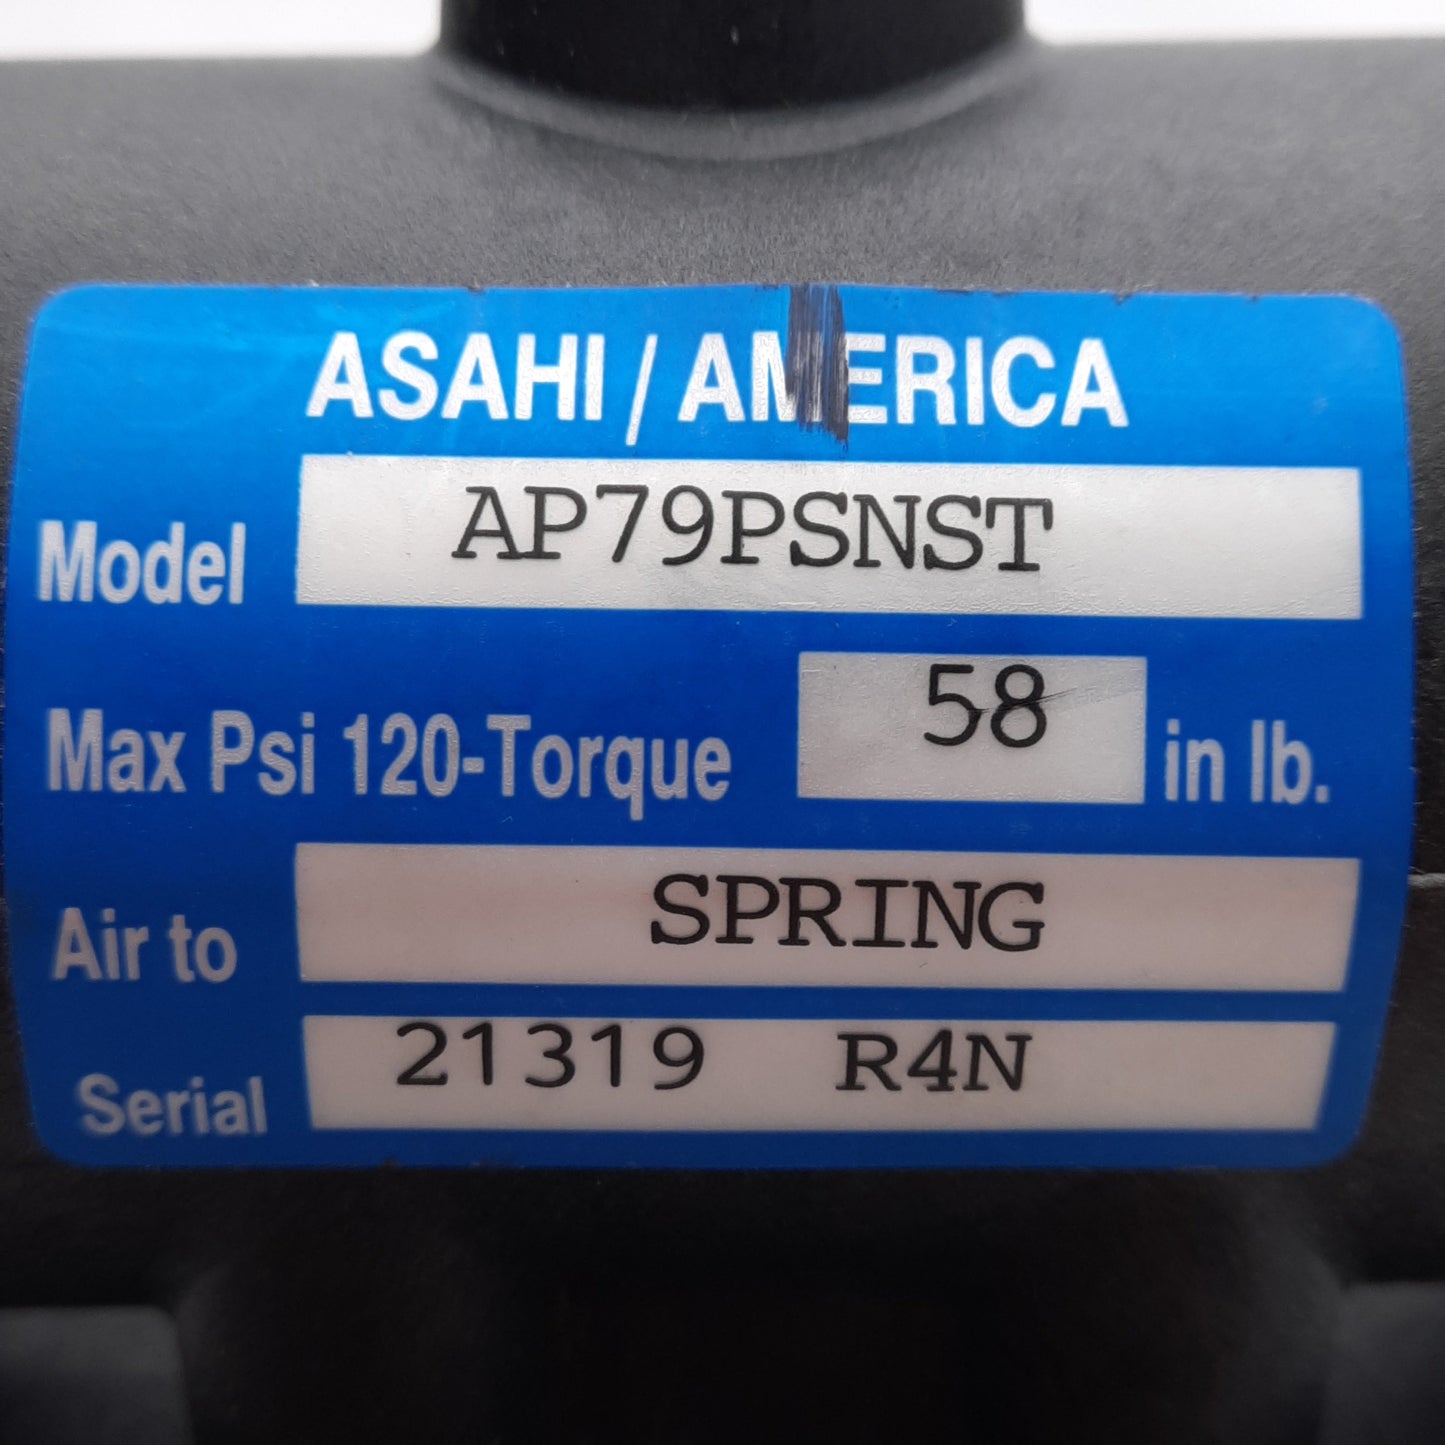 ASAHI / AMERICA
Model AP79PSNST
Max Psi 120-Torque 58 in lb.
Air to SPRING
Serial 21319 R4N